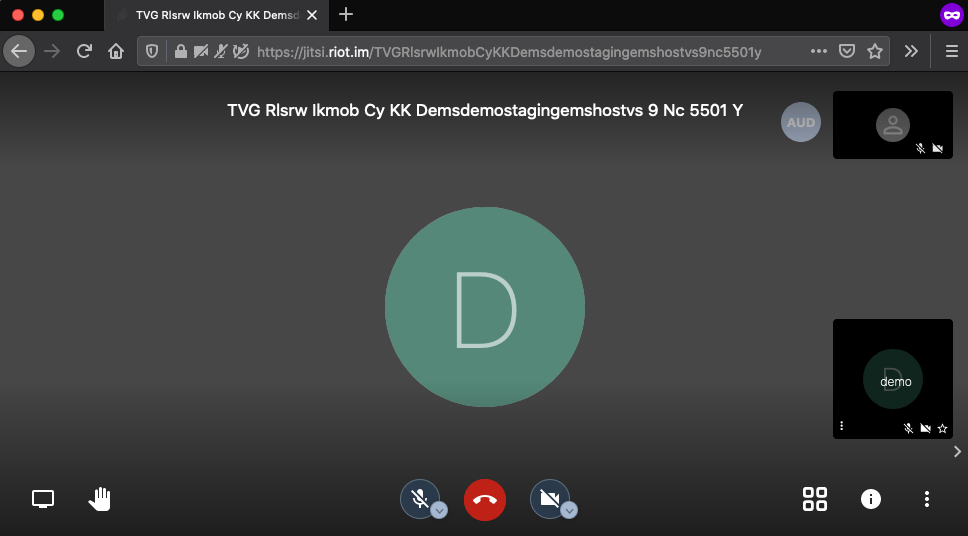 TVG Rlsrw Ikmob Cy KK Demsd
https://jitsi.riot.im/TVGRlsrwIkmobCyKKDemsdemostagingemshostvs9nc5501y
TVG Rlsrw Ikmob Cy KK Demsdemostagingemshostvs 9 Nc 5501 Y
AUD
D
D
demo